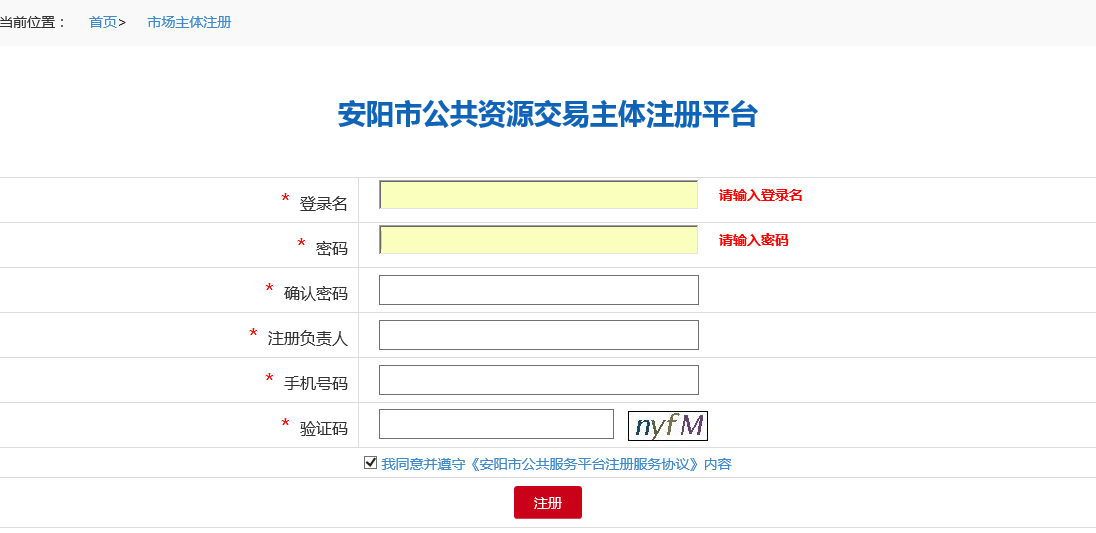 当前位置： 首页> 市场主体注册
安阳市公共资源交易主体注册平台
* 登录名 请输入登录名
* 密码 请输入密码
* 确认密码
* 注册负责人
* 手机号码
* 验证码 nyfM
我同意并遵守《安阳市公共服务平台注册服务协议》内容
注册